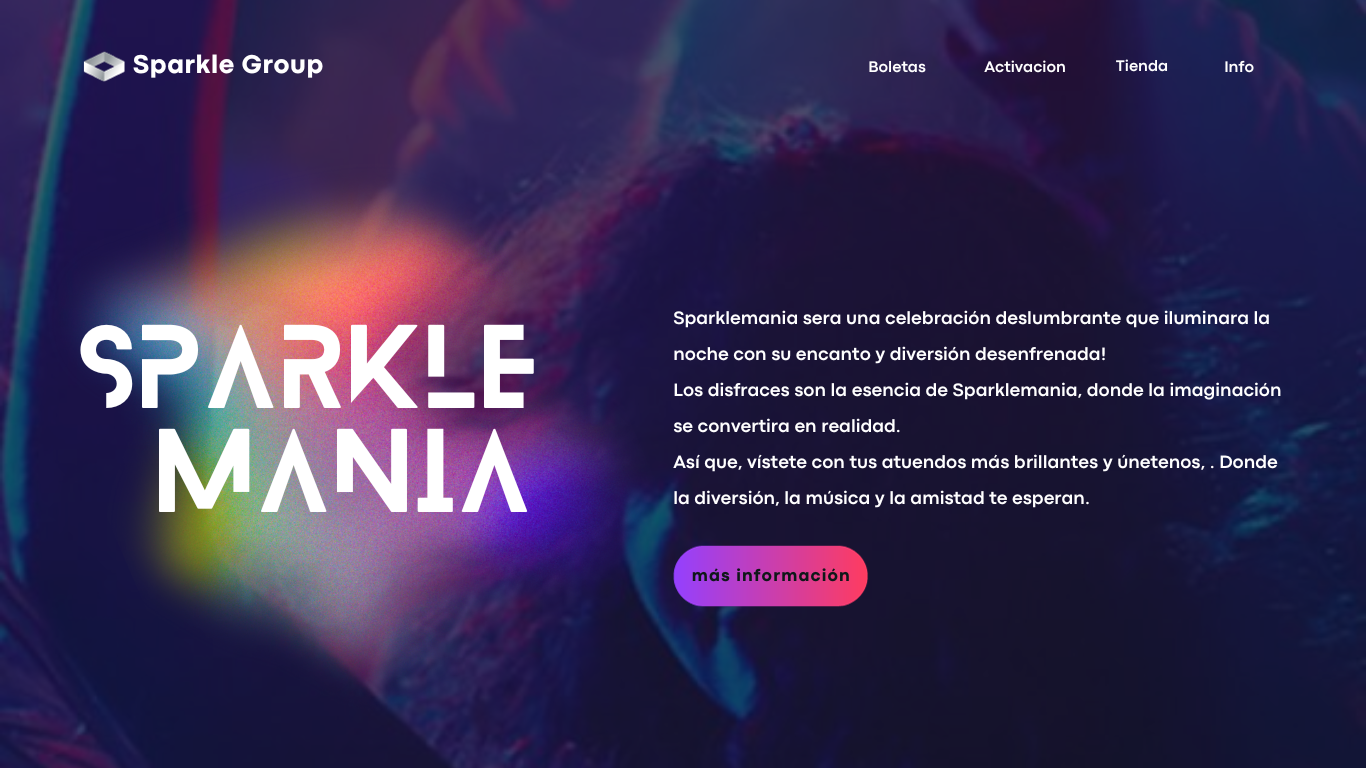 Sparkle Group
Boletas Activacion Tienda Info
SPARKLE
MANIA
Sparklemania sera una celebración deslumbrante que iluminara la
noche con su encanto y diversión desenfrenada!
Los disfraces son la esencia de Sparklemania, donde la imaginación
se convertira en realidad.
Así que, vístete con tus atuendos más brillantes y únetenos, . Donde
la diversión, la música y la amistad te esperan.
más información